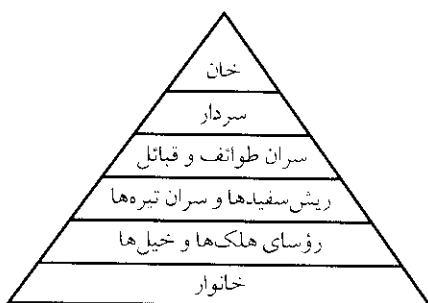 خان
سردار
سران طوائف و قبائل
ریش‌سفیدها و سران تیره‌ها
رؤسای هلک‌ها و خیل‌ها
خانوار